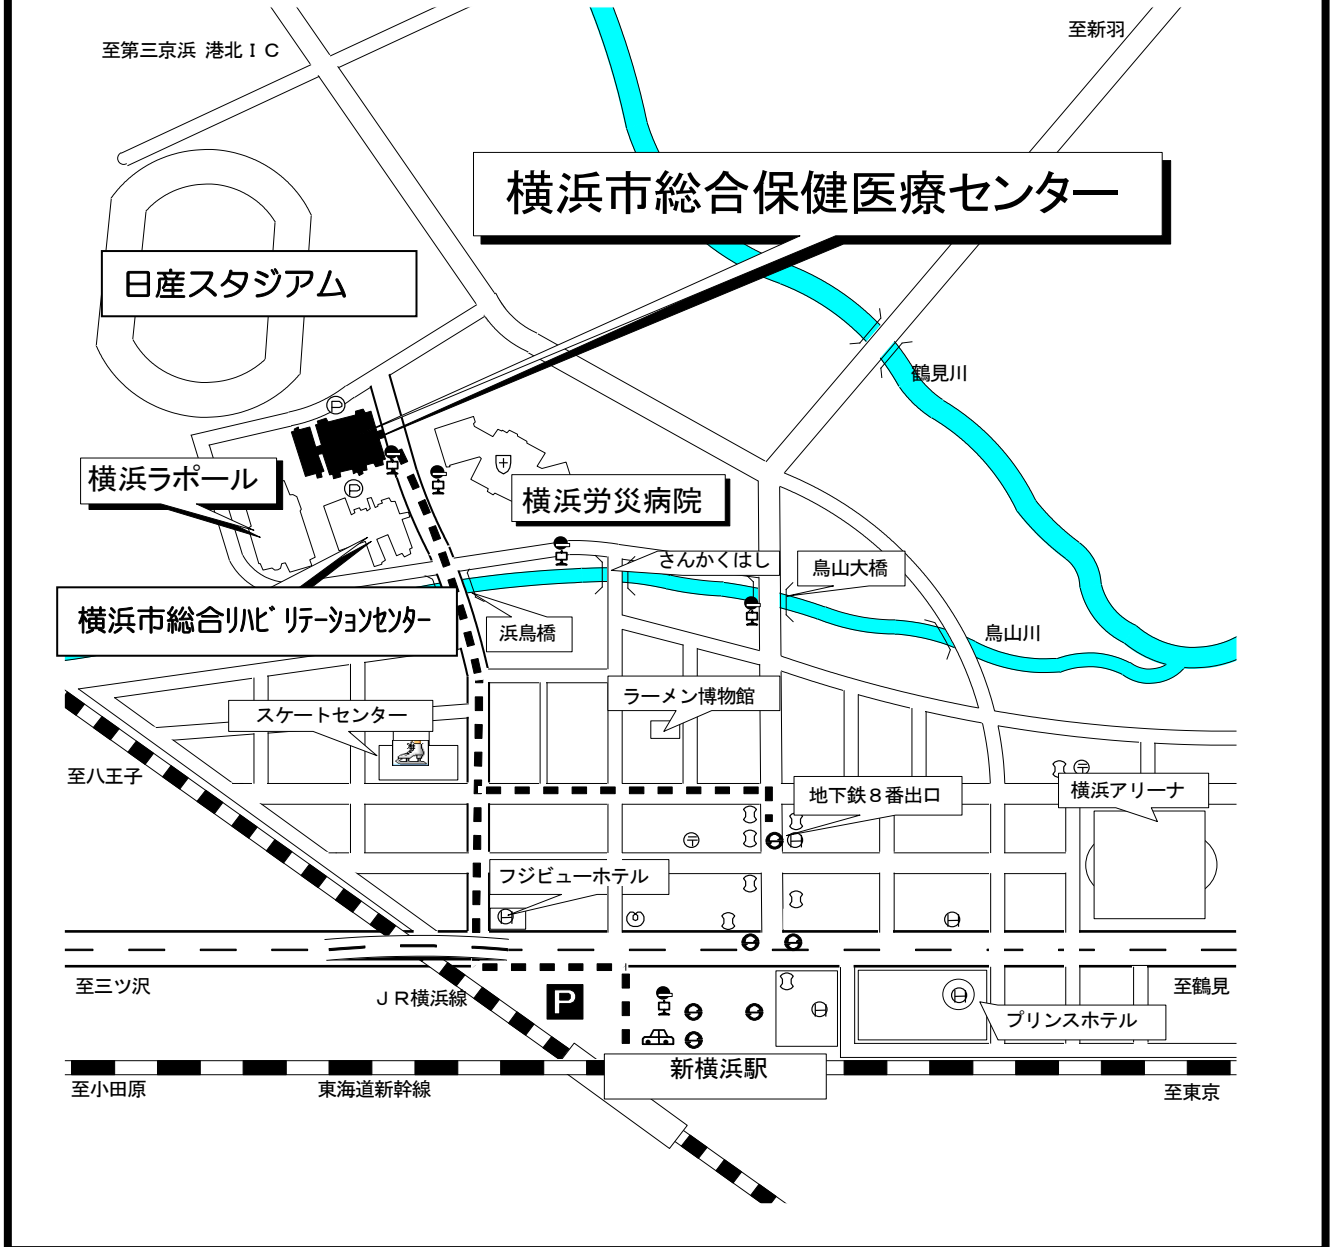 至第三京浜 港北ＩＣ
至新羽
横浜市総合保健医療センター
日産スタジアム
鶴見川
横浜ラポール
横浜労災病院
さんかくはし
鳥山大橋
横浜市総合リハビリテーションセンター
浜鳥橋
鳥山川
ラーメン博物館
スケートセンター
至八王子
地下鉄８番出口
横浜アリーナ
フジビューホテル
至三ツ沢
ＪＲ横浜線
P
至鶴見
プリンスホテル
新横浜駅
至小田原
東海道新幹線
至東京